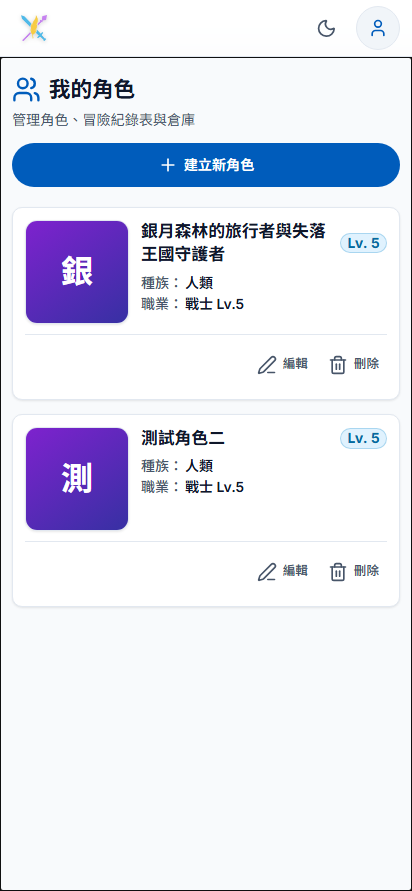 我的角色
管理角色、冒險紀錄表與倉庫
建立新角色
銀
銀月森林的旅行者與失落
王國守護者
Lv. 5
種族：人類
職業：戰士 Lv.5
編輯
刪除
測
測試角色二
Lv. 5
種族：人類
職業：戰士 Lv.5
編輯
刪除